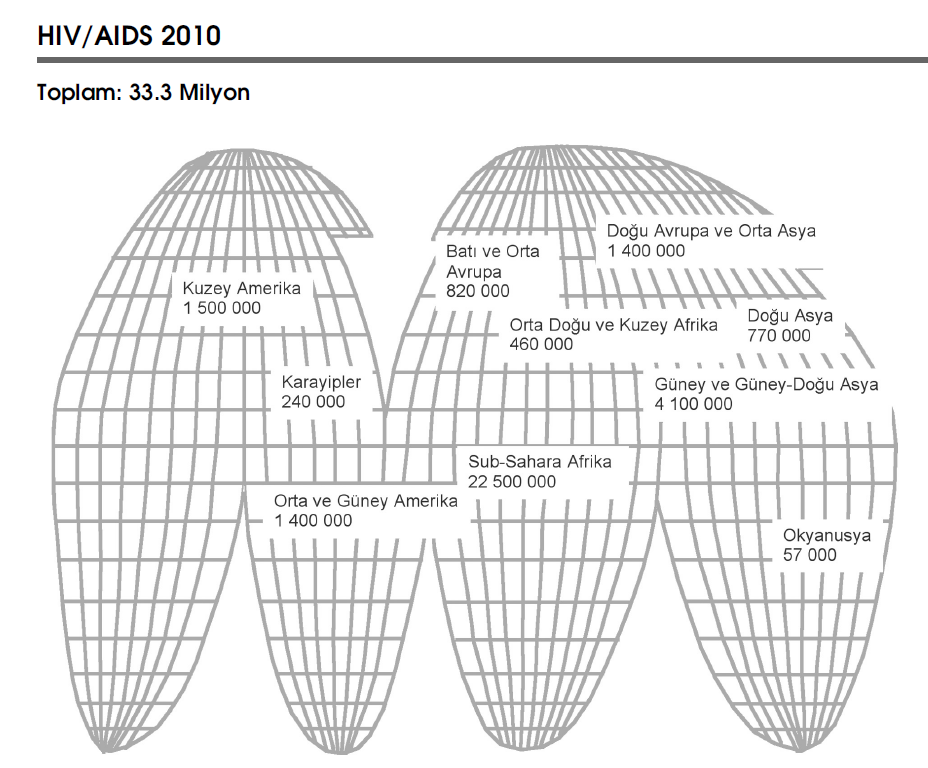 HIV/AIDS 2010
Toplam: 33.3 Milyon
Doğu Avrupa ve Orta Asya
1 400 000
Batı ve Orta
Avrupa
820 000
Kuzey Amerika
1 500 000
Orta Doğu ve Kuzey Afrika
460 000
Doğu Asya
770 000
Karayipler
240 000
Güney ve Güney-Doğu Asya
4 100 000
Sub-Sahara Afrika
22 500 000
Orta ve Güney Amerika
1 400 000
Okyanusya
57 000